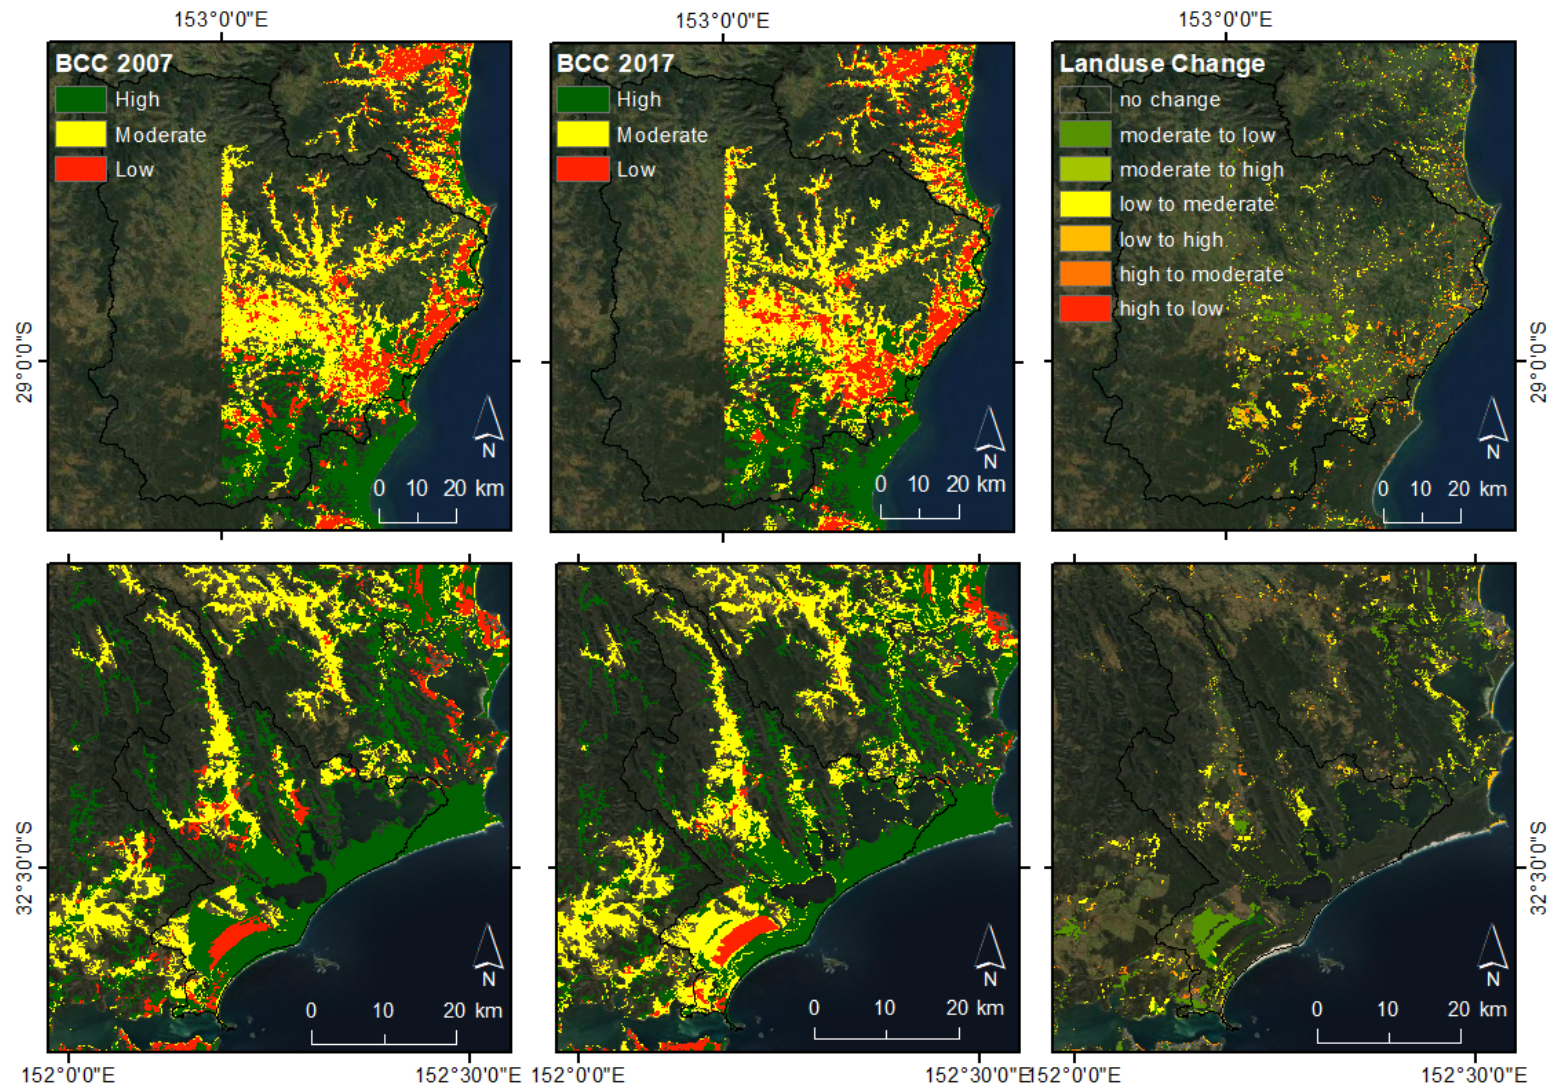 153°0'0"E
153°0'0"E
153°0'0"E
BCC 2007
High
Moderate
Low
BCC 2017
High
Moderate
Low
Landuse Change
no change
moderate to low
moderate to high
low to mederate
low to high
high to moderate
high to low
29°0'0"S
29°0'0"S
N
0 10 20 km
N
0 10 20 km
N
0 10 20 km
32°30'0"S
32°30'0"S
N
0 10 20 km
N
0 10 20 km
N
0 10 20 km
152°0'0"E
152°30'0"E
152°0'0"E
152°30'0"E
152°0'0"E
152°30'0"E